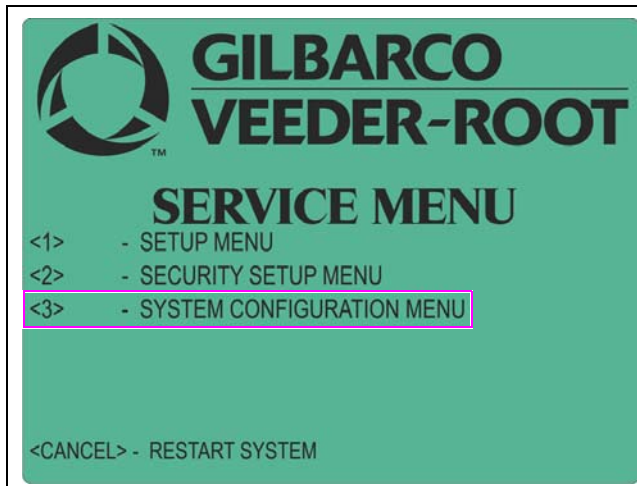 GILBARCO
VEEDER-ROOT
TM
SERVICE MENU
<1> - SETUP MENU
<2> - SECURITY SETUP MENU
<3> - SYSTEM CONFIGURATION MENU
<CANCEL> - RESTART SYSTEM